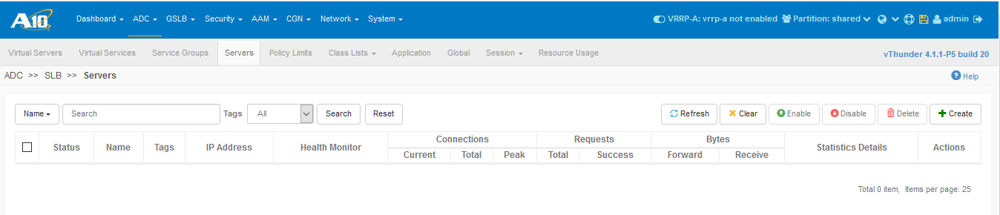 A10 Dashboard ADC GSLB Security AAM CGN Network System VRRP-A: vrrp-a not enabled Partition: shared admin
Virtual Servers Virtual Services Service Groups Servers Policy Limits Class Lists Application Global Session Resource Usage vThunder 4.1.1-P5 build 20
ADC >> SLB >> Servers Help
Name Search Tags All Search Reset Refresh Clear Enable Disable Delete Create
Status Name Tags IP Address Health Monitor Connections Requests Bytes Statistics Details Actions
Current Total Peak Total Success Forward Receive
Total 0 item, Items per page: 25